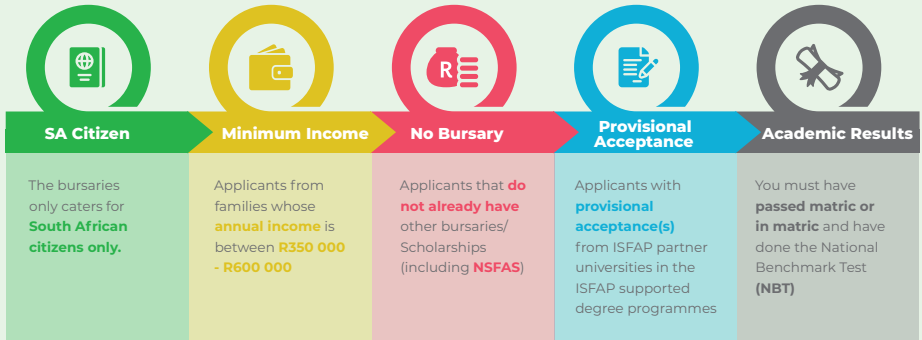 R
SA Citizen
The bursaries
only caters for
South African
citizens only.
Minimum Income
Applicants from
families whose
annual income is
between R350 000
- R600 000
No Bursary
Applicants that do
not already have
other bursaries/
Scholarships
(including NSFAS)
Provisional
Acceptance
Applicants with
provisional
acceptance(s)
from ISFAP partner
universities in the
ISFAP supported
degree programmes
Academic Results
You must have
passed matric or
in matric and have
done the National
Benchmark Test
(NBT)